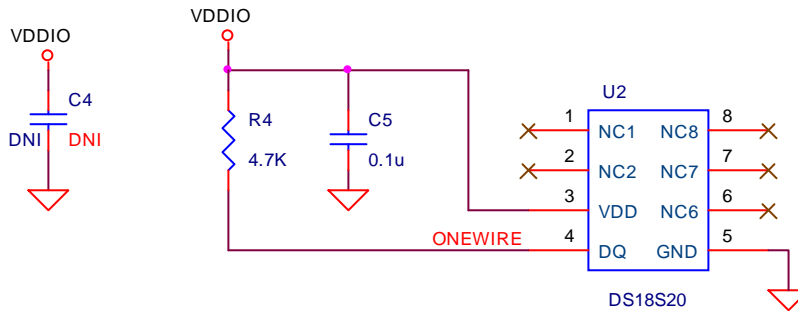 VDDIO
C4
DNI DNI
VDDIO
R4
4.7K
C5
0.1u
ONEWIRE
U2
1 NC1 NC8 8
2 NC2 NC7 7
3 VDD NC6 6
4 DQ GND 5
DS18S20